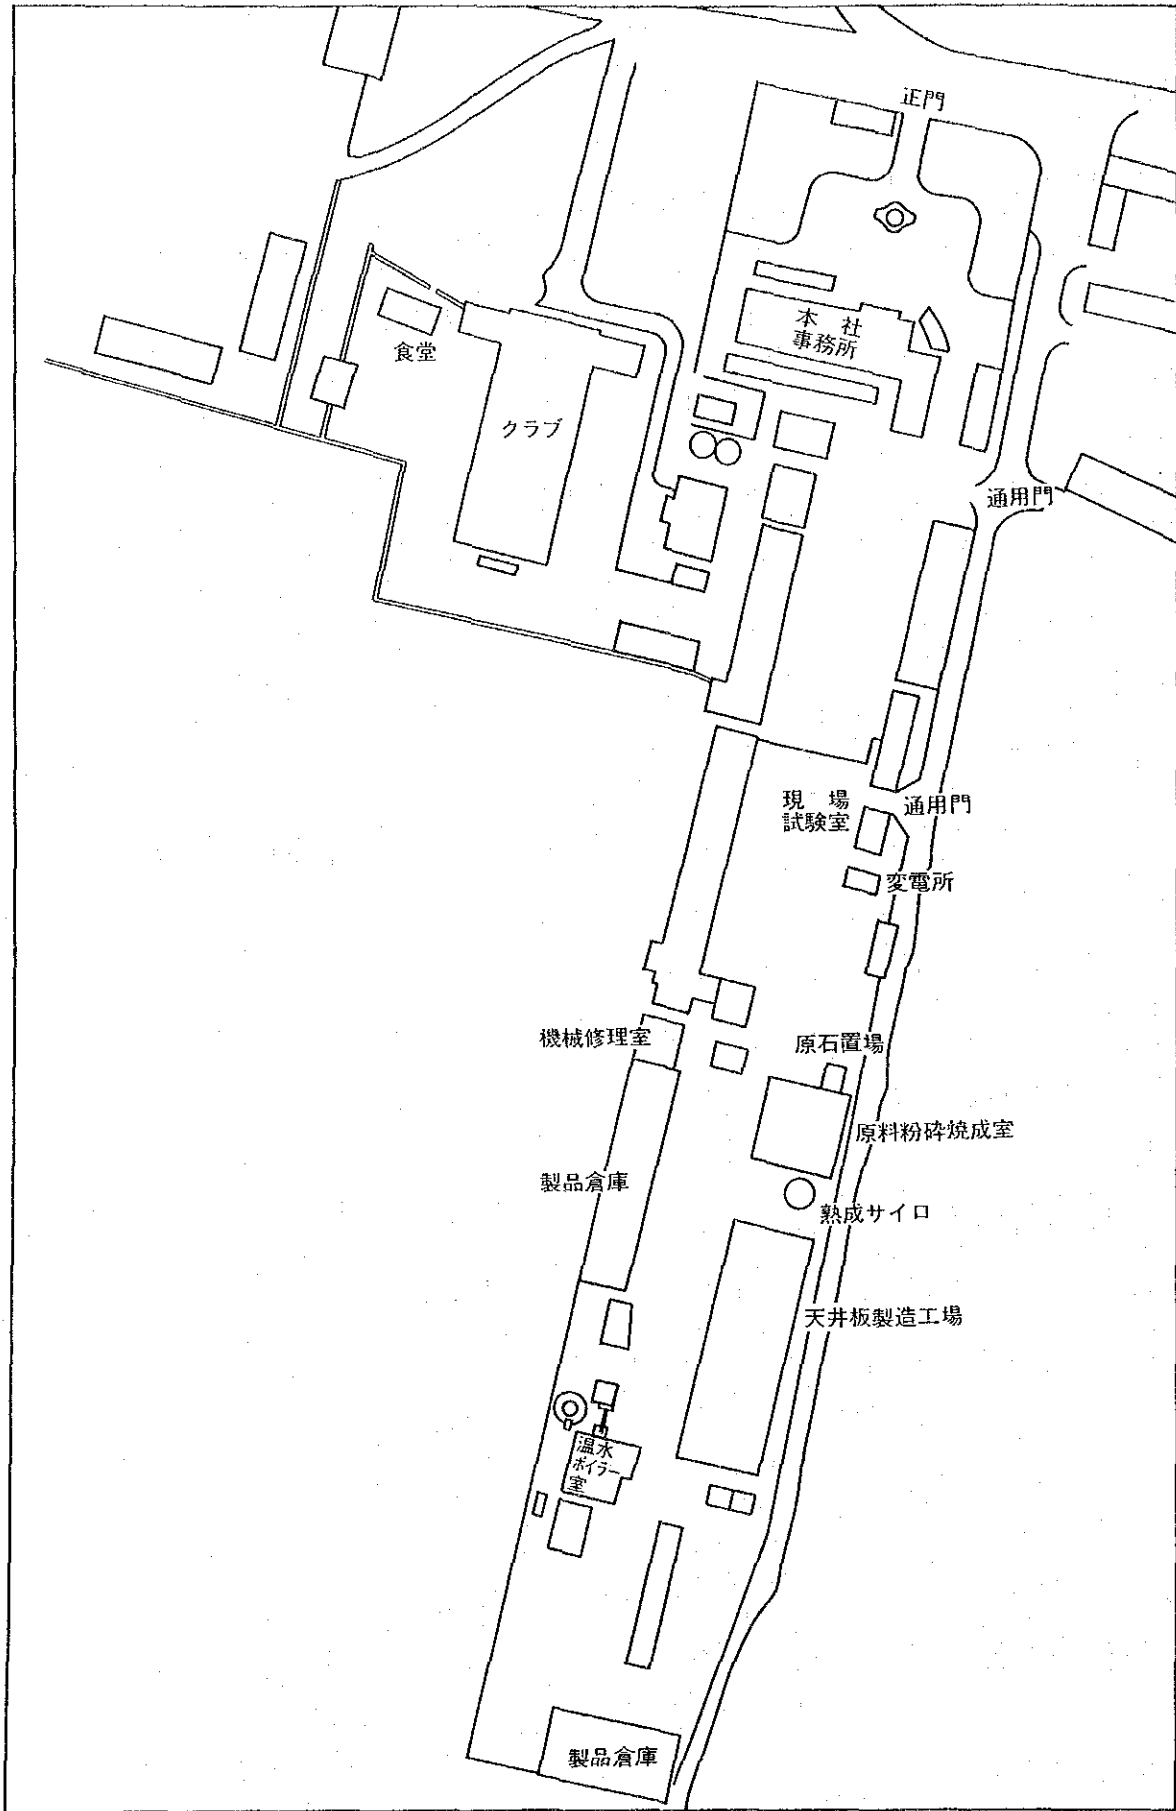 正門
本社
事務所
食堂
クラブ
通用門
現場
試験室
通用門
変電所
機械修理室
原石置場
原料粉砕焼成室
製品倉庫
熟成サイロ
天井板製造工場
温水
ボイラー
室
製品倉庫